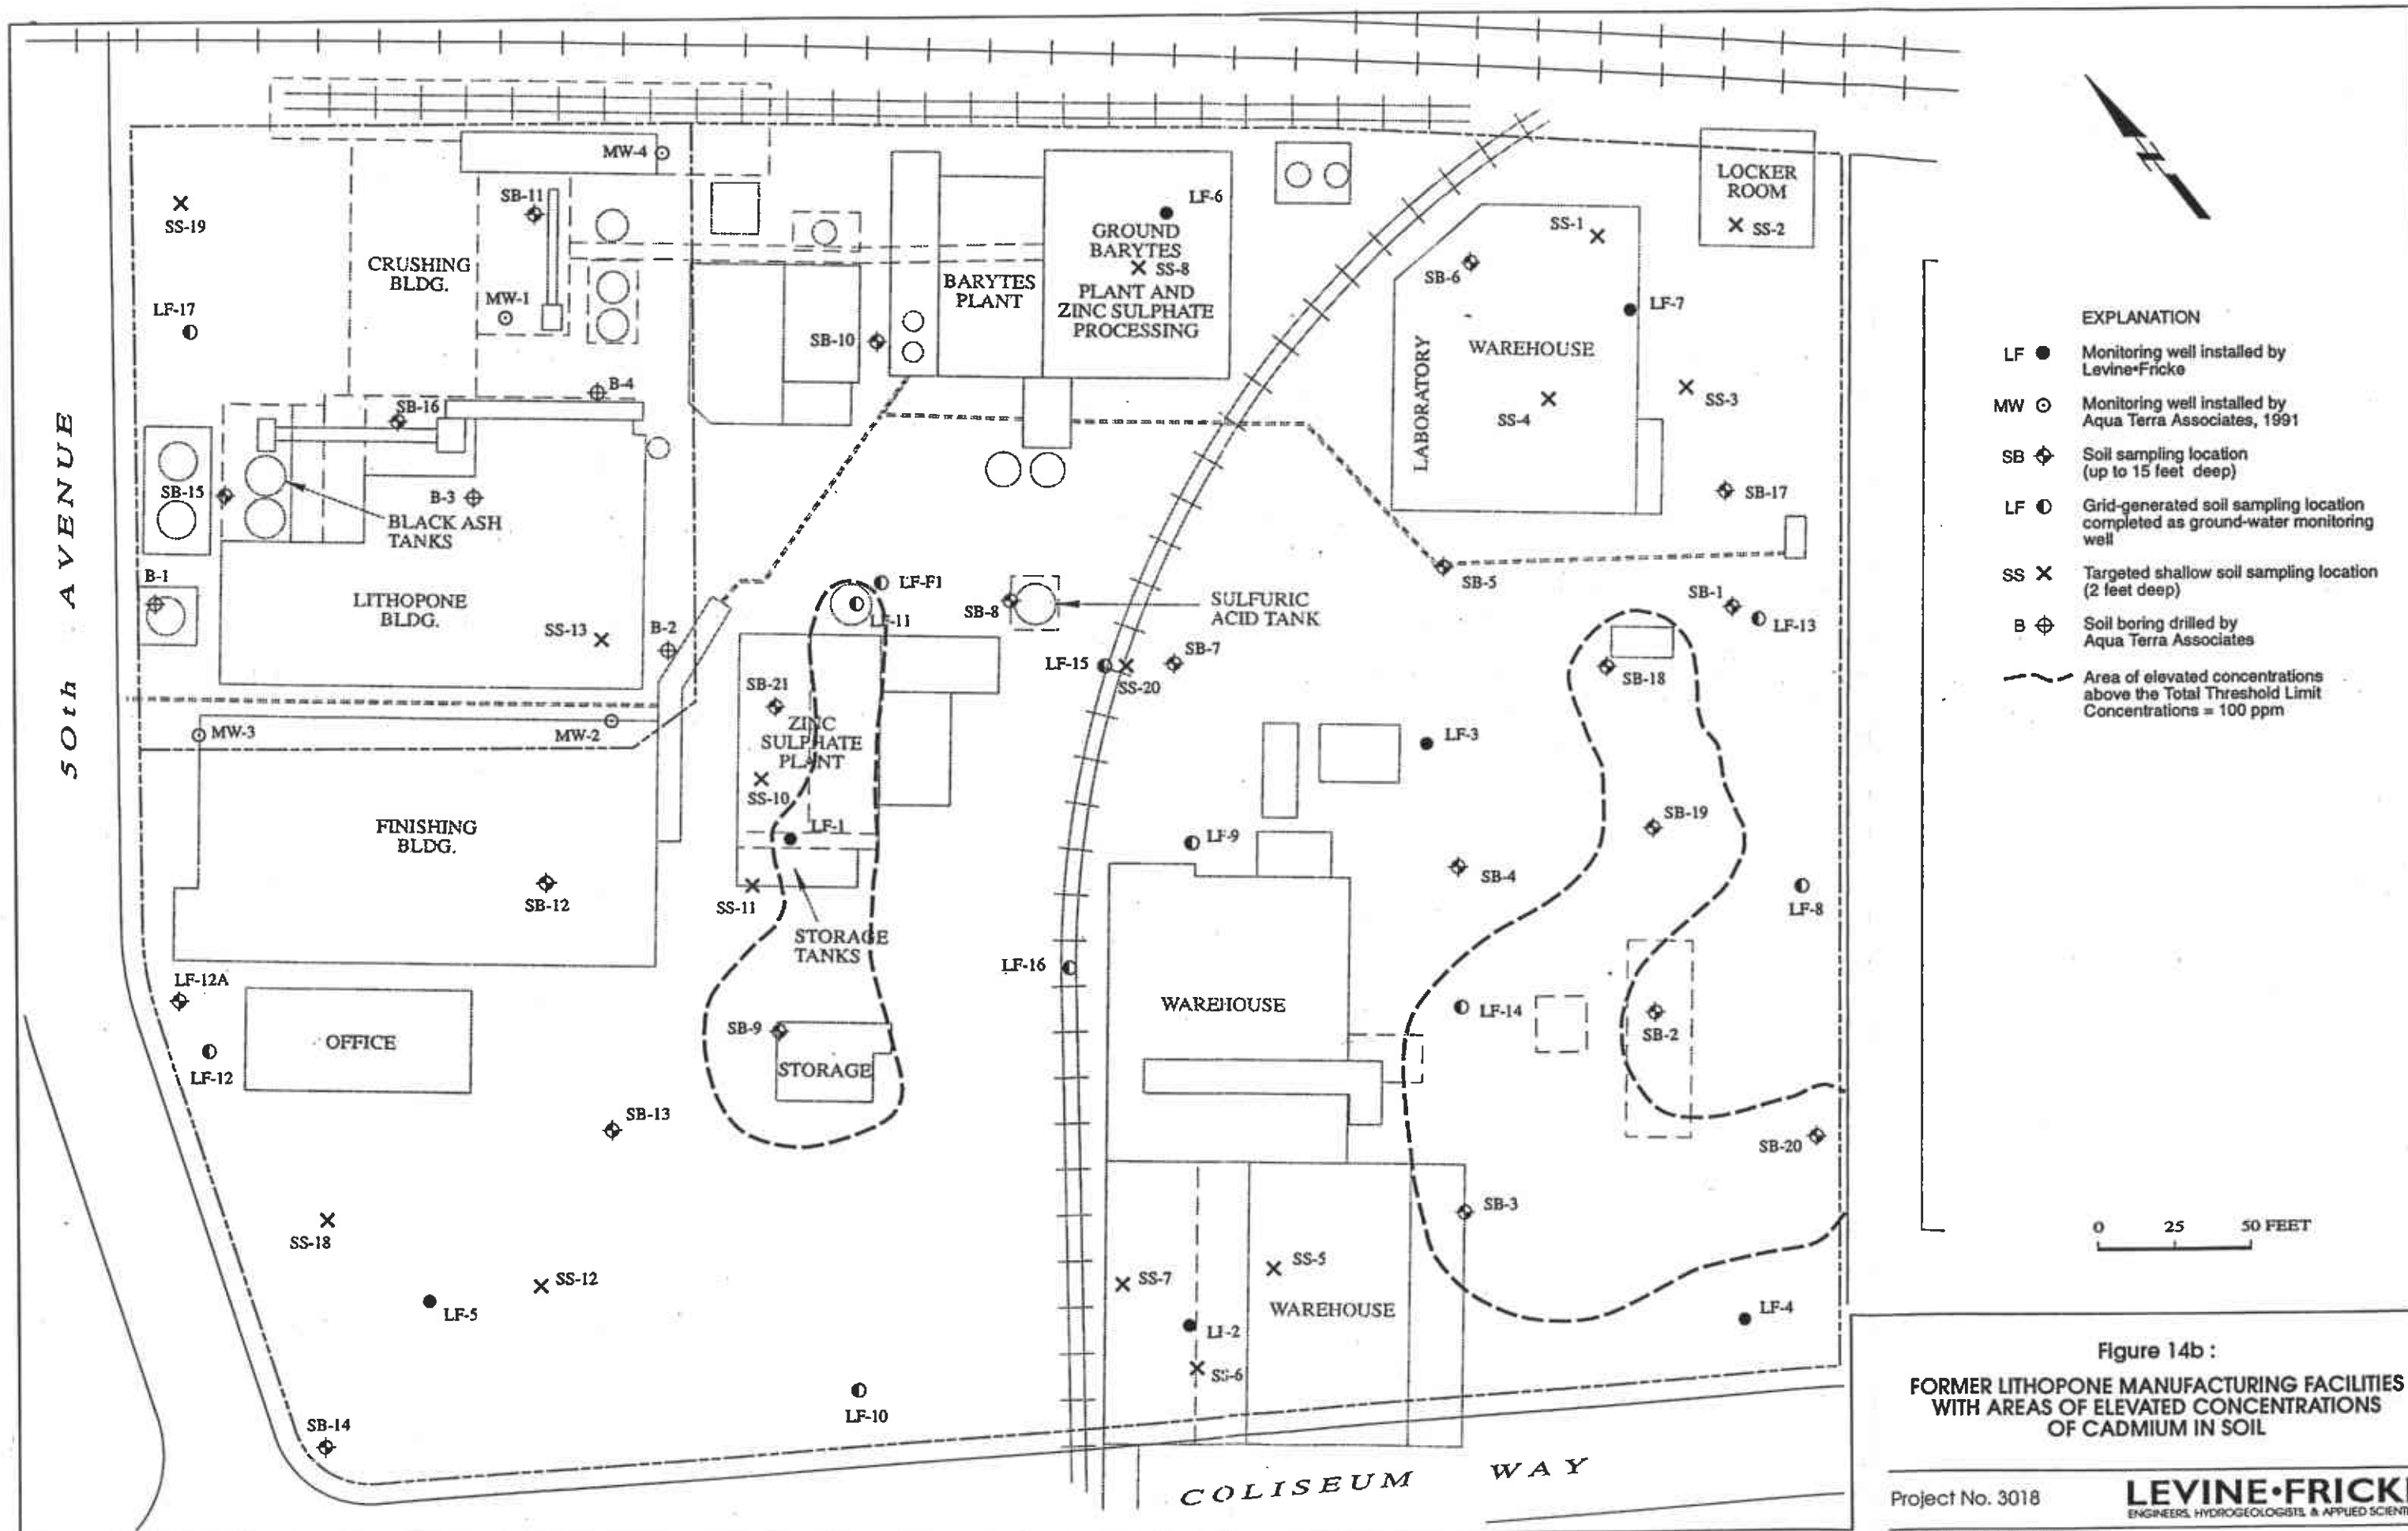 MW-4
SB-11
SS-19
CRUSHING
BLDG.
MW-1
LF-17
SB-10
BARYTES
PLANT
LF-6
GROUND
BARYTES
SS-8
PLANT AND
ZINC SULPHATE
PROCESSING
LOCKER
ROOM
SS-2
SS-1
SB-6
LF-7
WAREHOUSE
LABORATORY
SS-4
SS-3
SB-17
50th AVENUE
B-4
SB-16
SB-15
B-3
BLACK ASH
TANKS
B-1
LITHOPONE
BLDG.
SS-13
B-2
LF-F1
LF-11
SB-8
SULFURIC
ACID TANK
SB-5
SB-1
LF-13
LF-15
SS-20
SB-7
SB-18
SB-21
ZINC
SULPHATE
PLANT
SS-10
LF-1
MW-3
MW-2
LF-3
FINISHING
BLDG.
SB-12
SS-11
STORAGE
TANKS
LF-9
SB-4
SB-19
LF-8
LF-16
LF-12A
OFFICE
LF-12
SB-9
STORAGE
WAREHOUSE
LF-14
SB-2
SB-13
SB-20
SB-3
SS-18
SS-12
LF-5
SS-7
SS-5
WAREHOUSE
LF-2
SS-6
LF-4
LF-10
SB-14
COLISEUM WAY
EXPLANATION
LF Monitoring well installed by
Levine•Fricke
MW Monitoring well installed by
Aqua Terra Associates, 1991
SB Soil sampling location
(up to 15 feet deep)
LF Grid-generated soil sampling location
completed as ground-water monitoring
well
SS Targeted shallow soil sampling location
(2 feet deep)
B Soil boring drilled by
Aqua Terra Associates
Area of elevated concentrations
above the Total Threshold Limit
Concentrations = 100 ppm
0 25 50 FEET
Figure 14b :
FORMER LITHOPONE MANUFACTURING FACILITIES
WITH AREAS OF ELEVATED CONCENTRATIONS
OF CADMIUM IN SOIL
Project No. 3018
LEVINE•FRICK
ENGINEERS, HYDROGEOLOGISTS, & APPLIED SCIENT